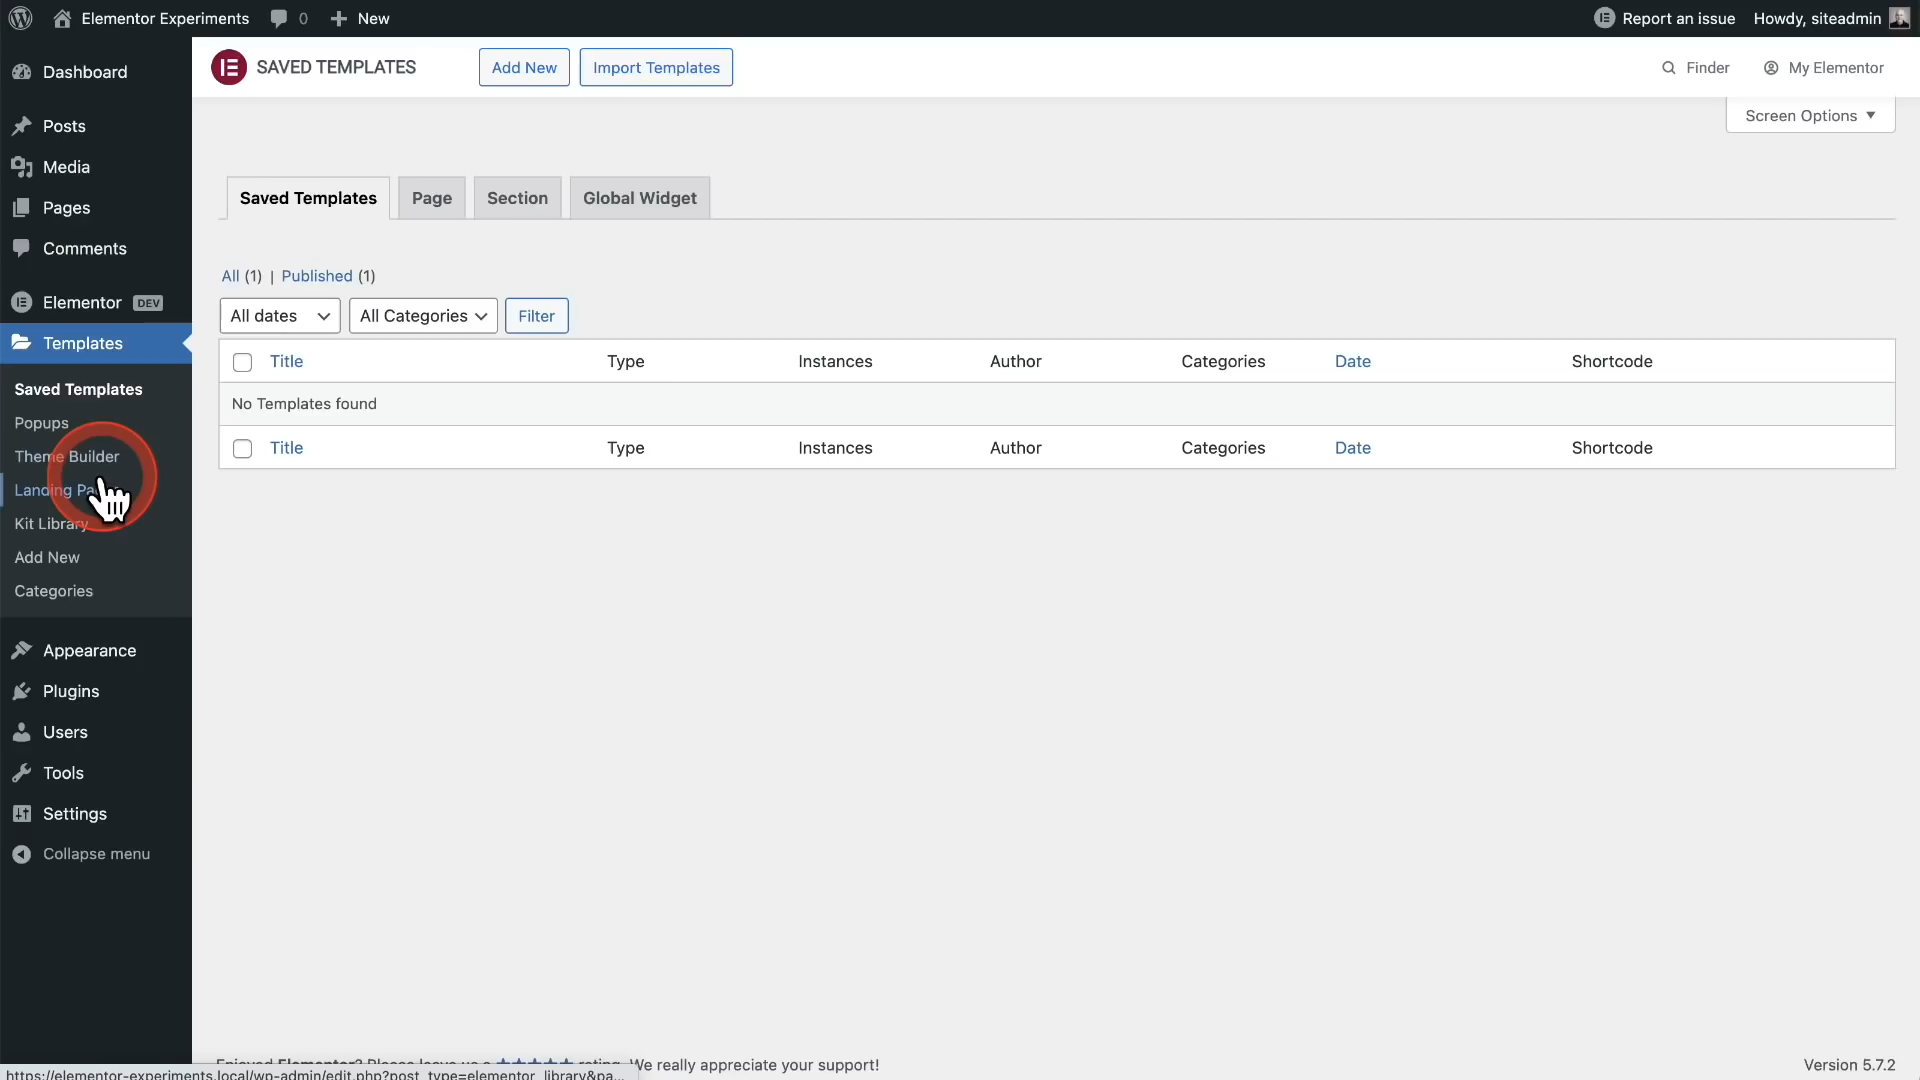 Elementor Experiments 0 New Report an issue Howdy, siteadmin
SAVED TEMPLATES Add New Import Templates Finder My Elementor
Screen Options ▼
Dashboard
Posts
Media
Pages
Comments
Elementor DEV
Templates
Saved Templates
Popups
Theme Builder
Landing
Kit Library
Add New
Categories
Appearance
Plugins
Users
Tools
Settings
Collapse menu
Saved Templates Page Section Global Widget
All (1) | Published (1)
All dates All Categories Filter
Title Type Instances Author Categories Date Shortcode
No Templates found
Title Type Instances Author Categories Date Shortcode
Enjoyed Elementor? Please leave us a ★★★★★ rating. We really appreciate your support! Version 5.7.2
https://elementor-experiments.local/wp-admin/edit.php?post_type=elementor_library&pa...